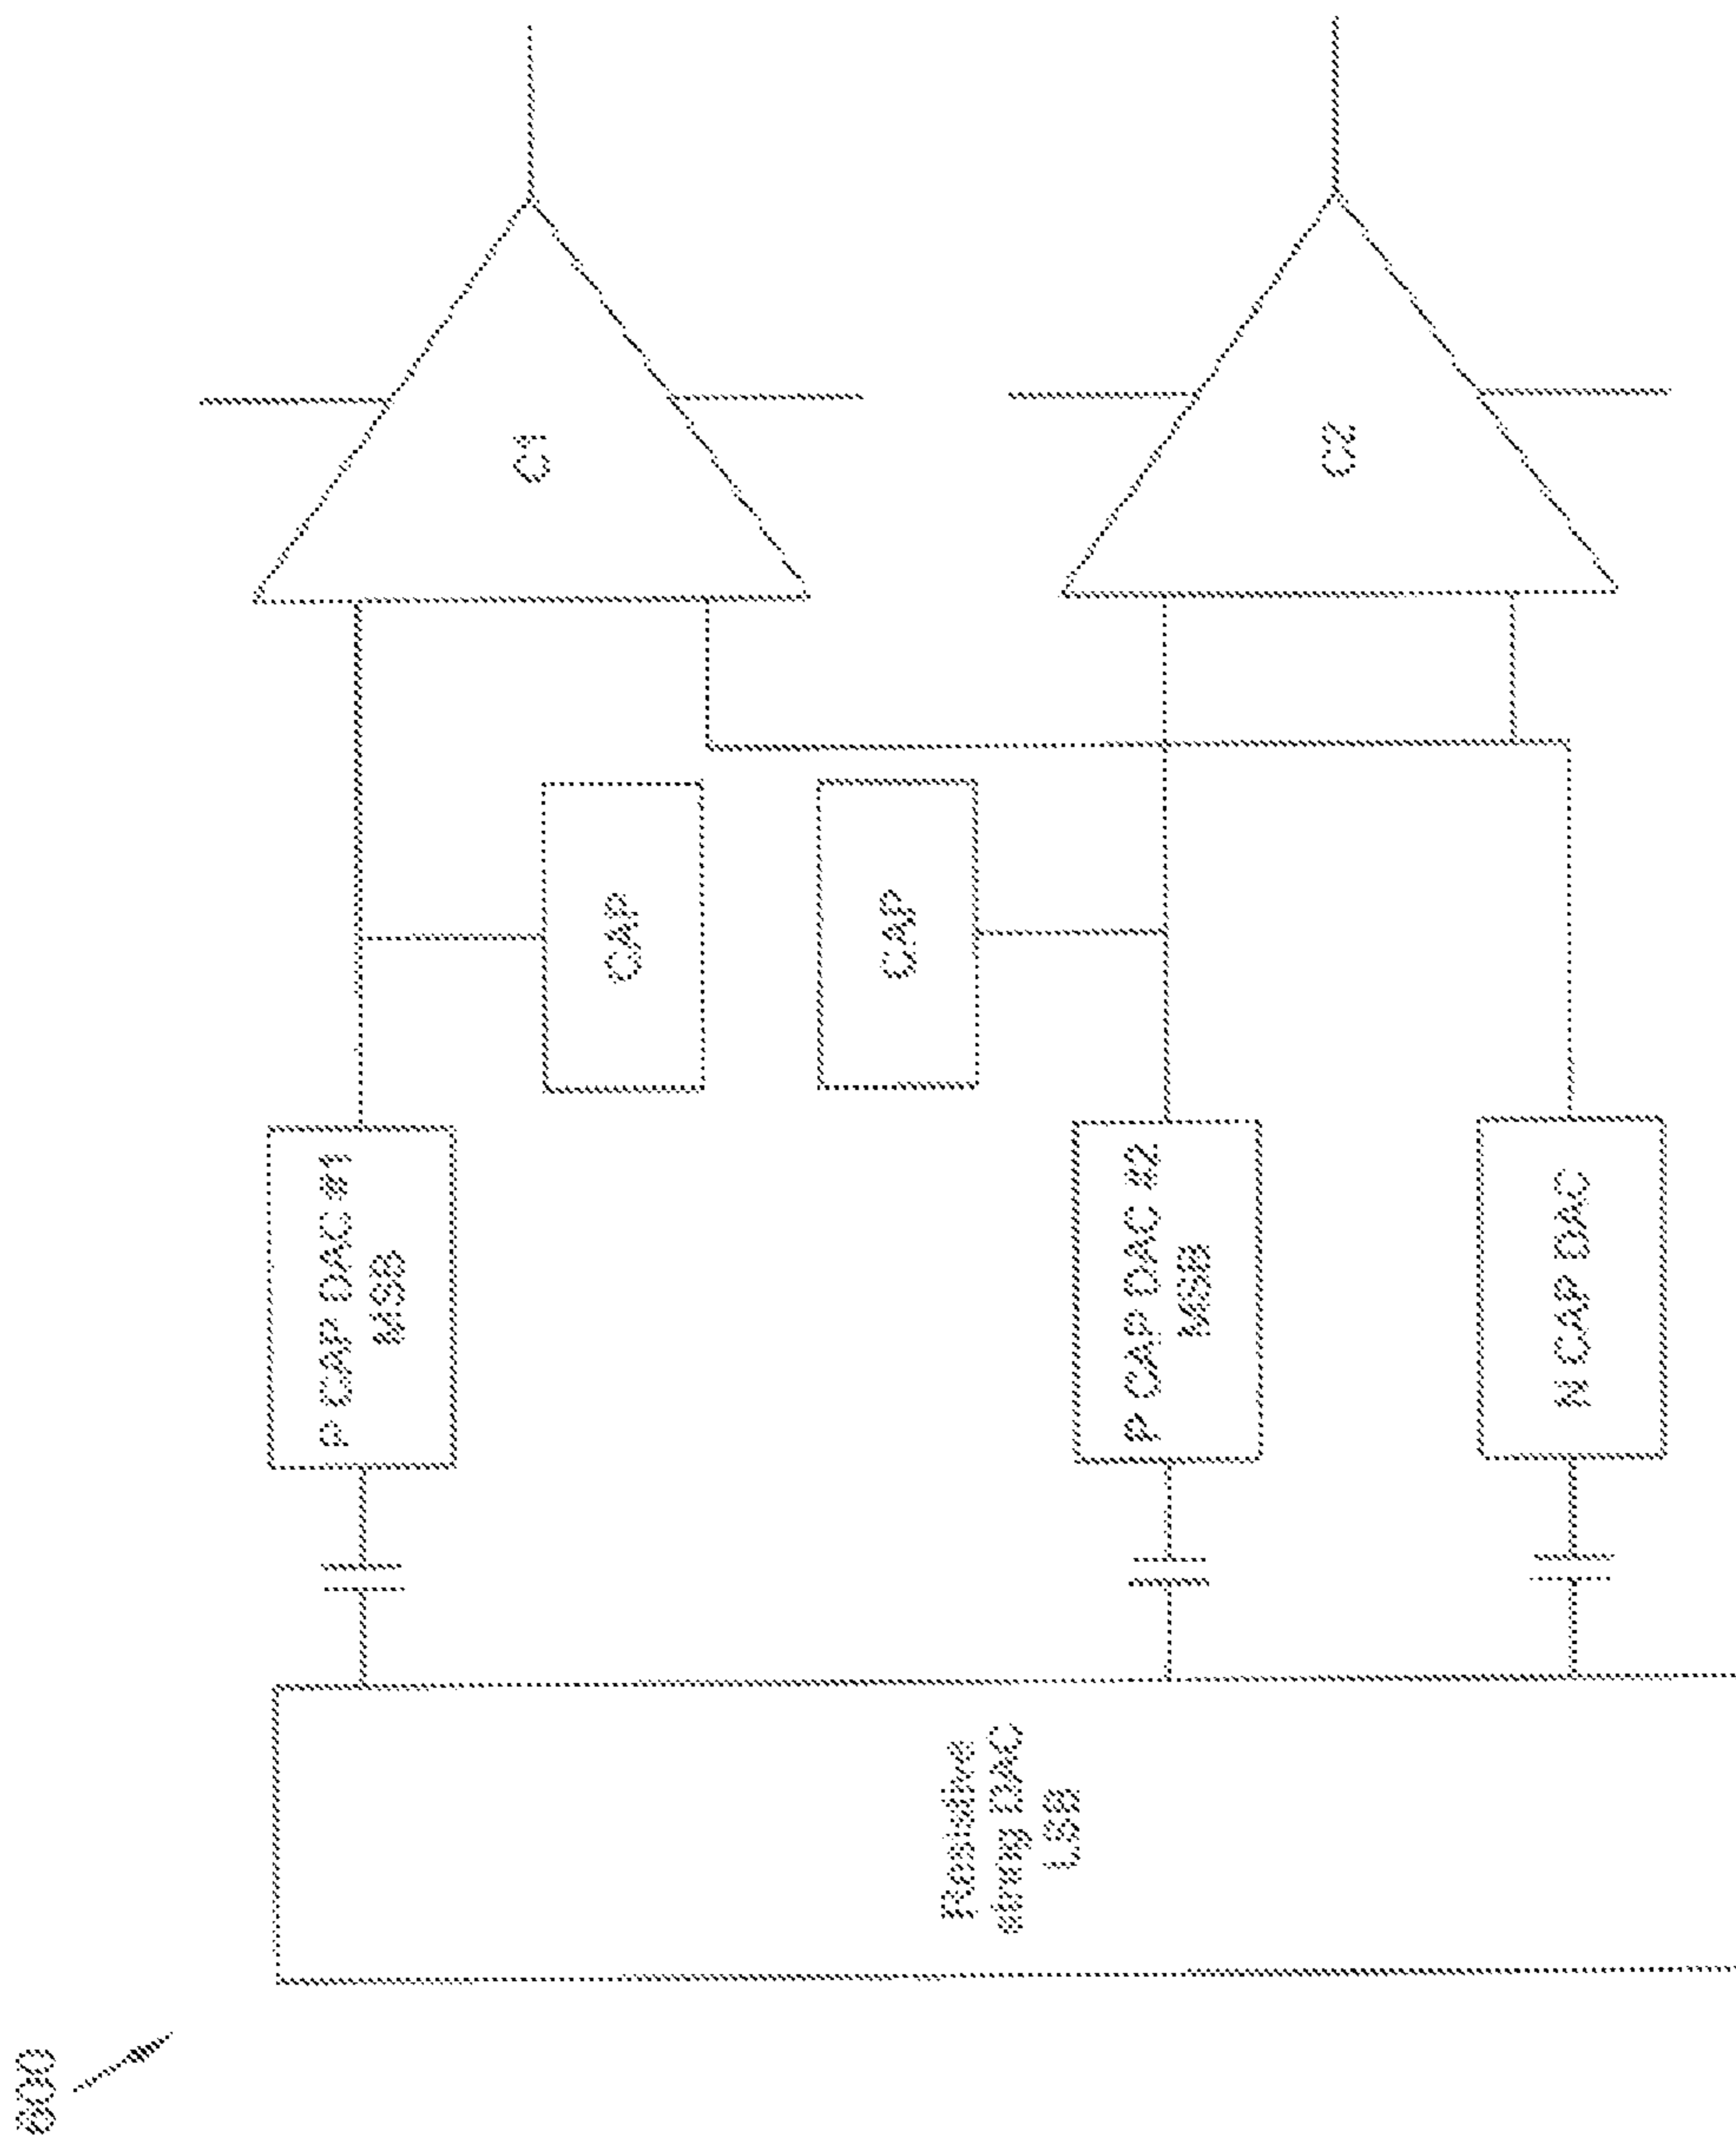 800
Resistive
string DAC
LSB
P CAP DAC #1
MSB
P CAP DAC #2
MSB
N CAP DAC
CAP
CAP
C1
C2